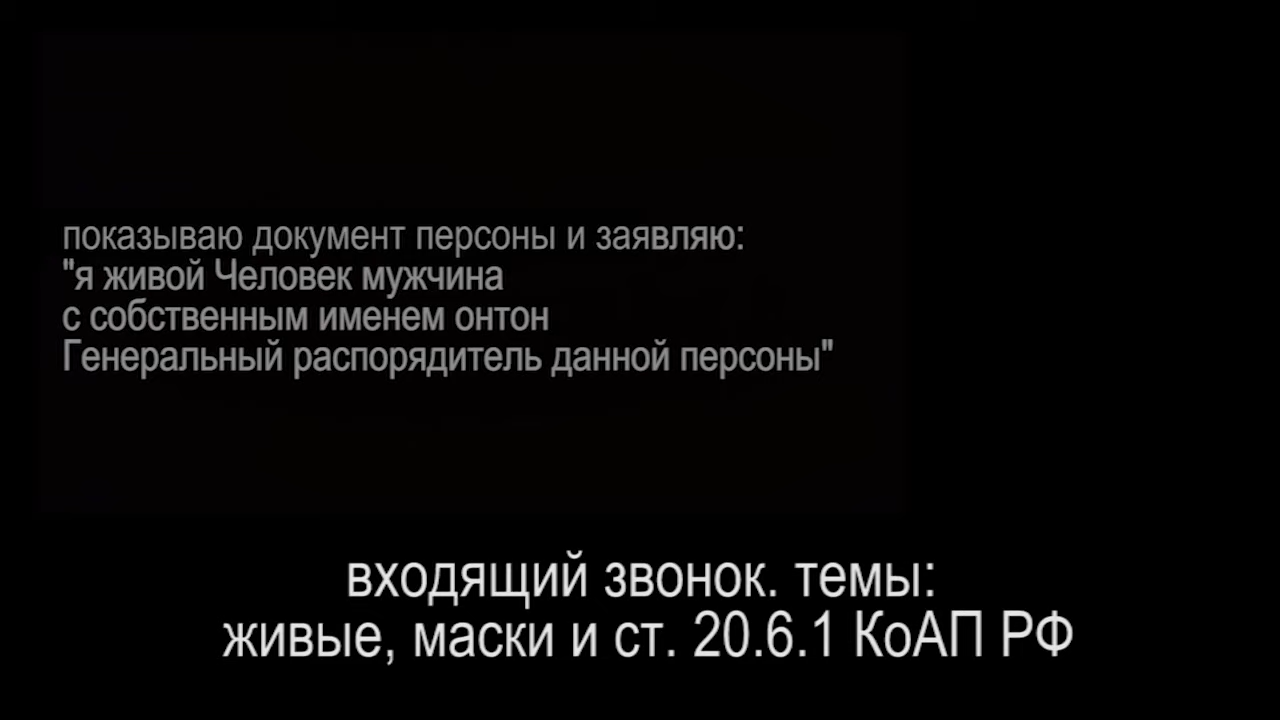 показываю документ персоны и заявляю:
"я живой Человек мужчина
с собственным именем онтон
Генеральный распорядитель данной персоны"
входящий звонок. темы:
живые, маски и ст. 20.6.1 КоАП РФ